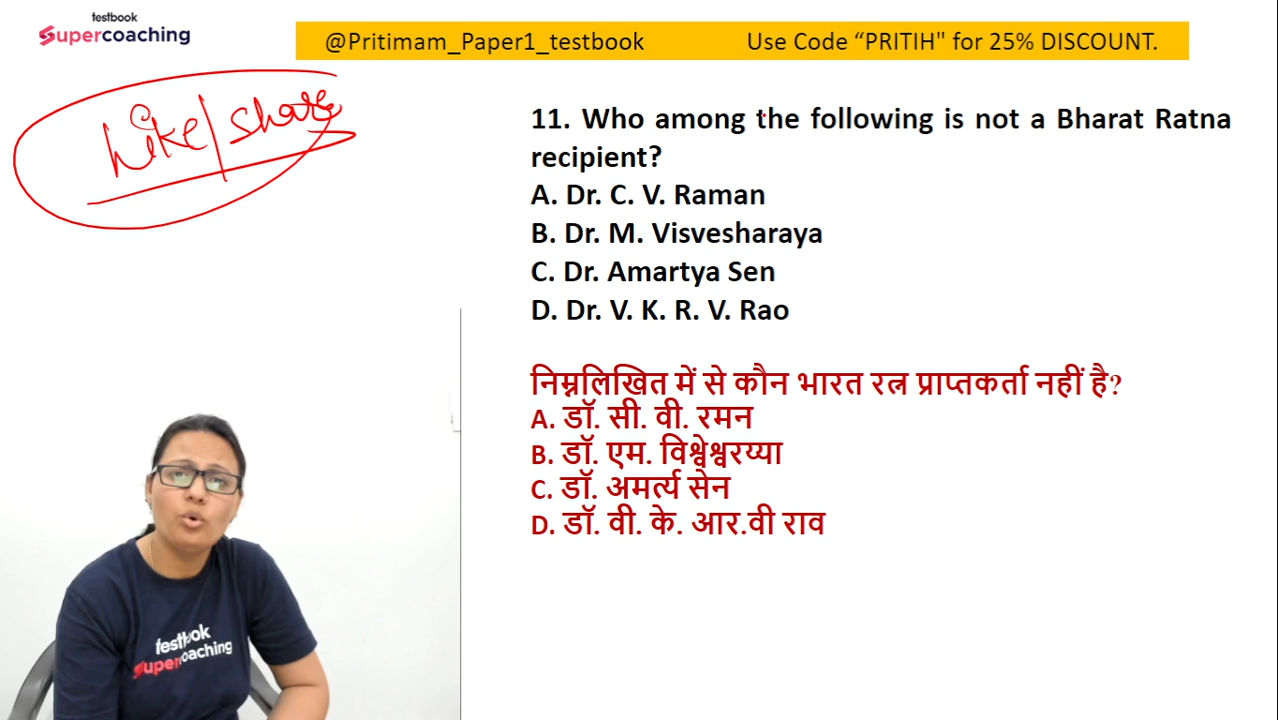 testbook
Supercoaching
@Pritimam_Paper1_testbook Use Code “PRITIH" for 25% DISCOUNT.
Like/share
11. Who among the following is not a Bharat Ratna
recipient?
A. Dr. C. V. Raman
B. Dr. M. Visvesharaya
C. Dr. Amartya Sen
D. Dr. V. K. R. V. Rao
निम्नलिखित में से कौन भारत रत्न प्राप्तकर्ता नहीं है?
A. डॉ. सी. वी. रमन
B. डॉ. एम. विश्वेश्वरय्या
C. डॉ. अमर्त्य सेन
D. डॉ. वी. के. आर.वी राव
testbook
Supercoaching